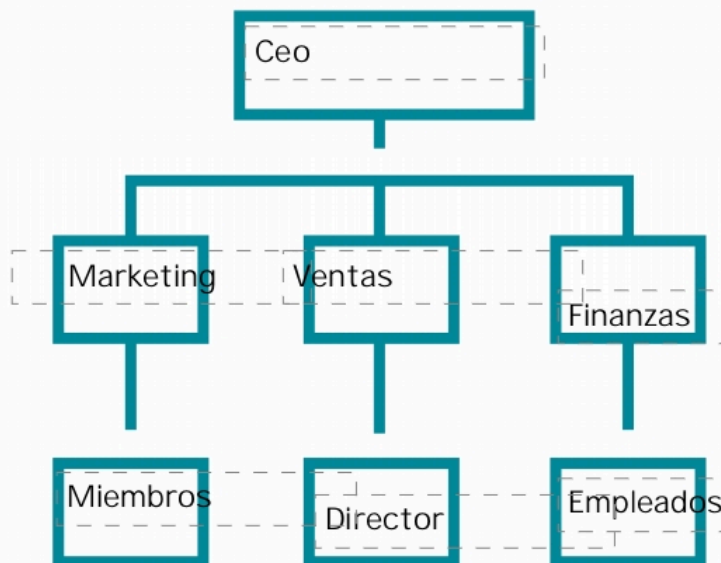 Ceo
Marketing
Ventas
Finanzas
Miembros
Director
Empleados